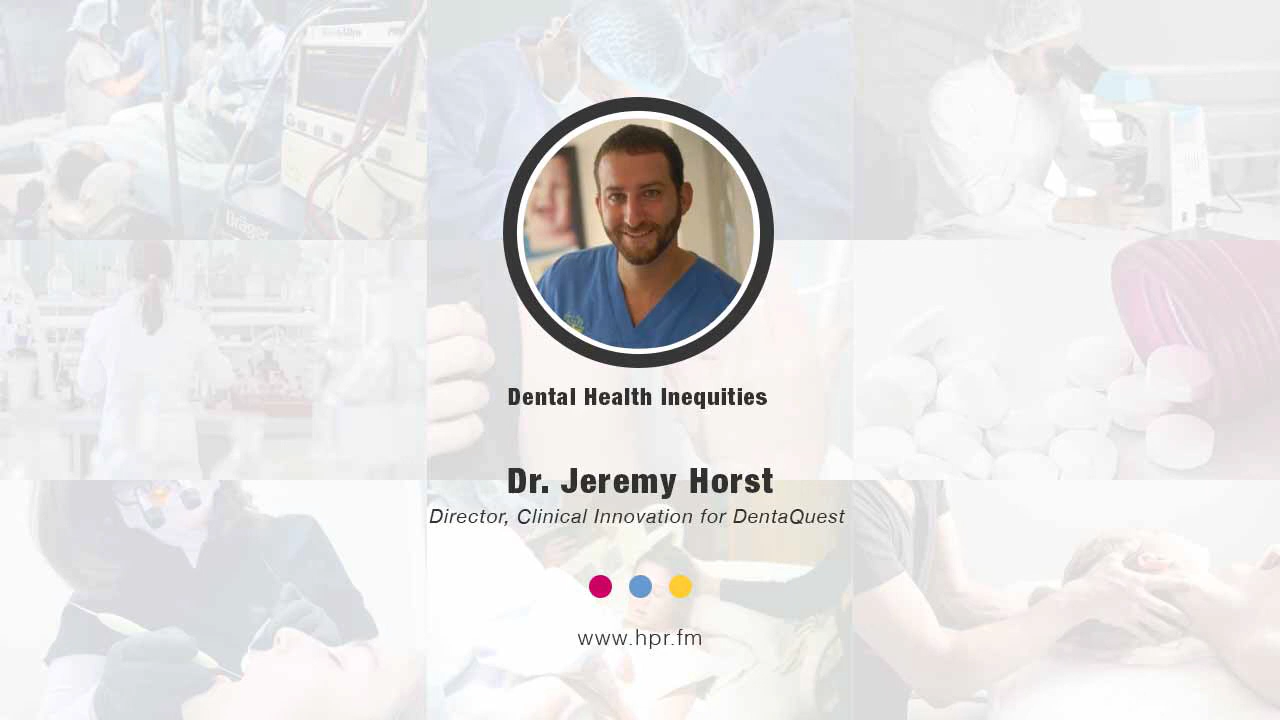 Dental Health Inequities
Dr. Jeremy Horst
Director, Clinical Innovation for DentaQuest
www.hpr.fm